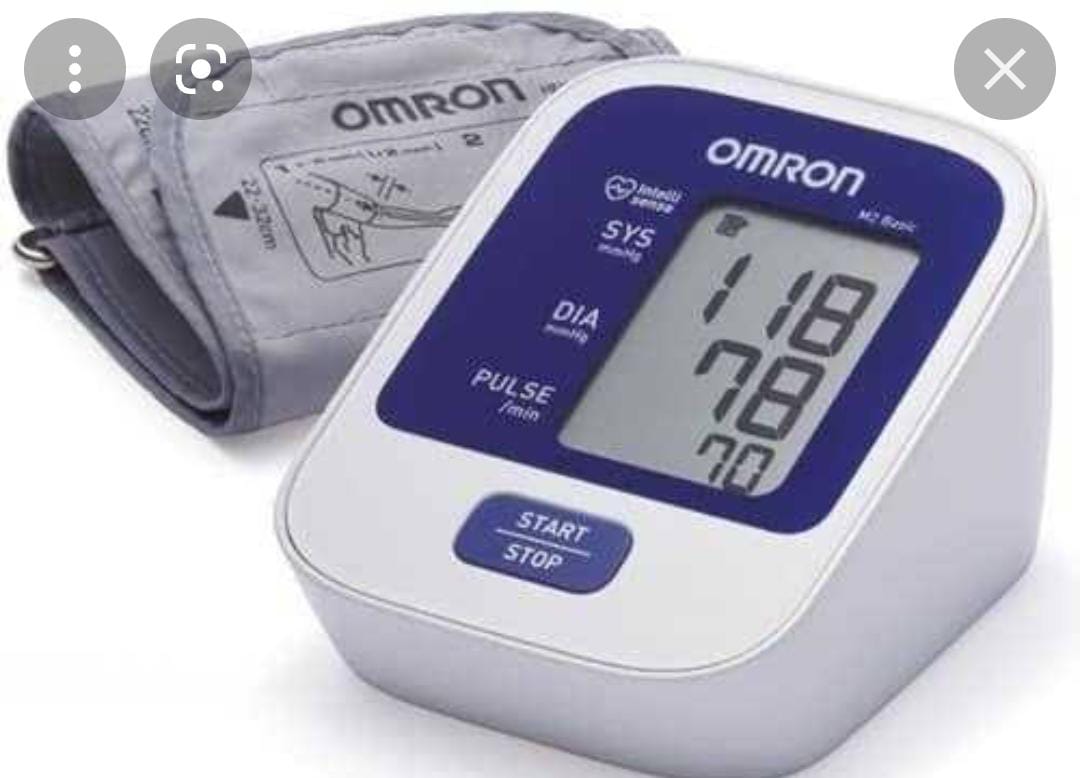 OMRON
22-32cm
OMRON
M2 Basic
intelli
sense
SYS
mmHg
118
DIA
mmHg
78
PULSE
/min
70
START
STOP